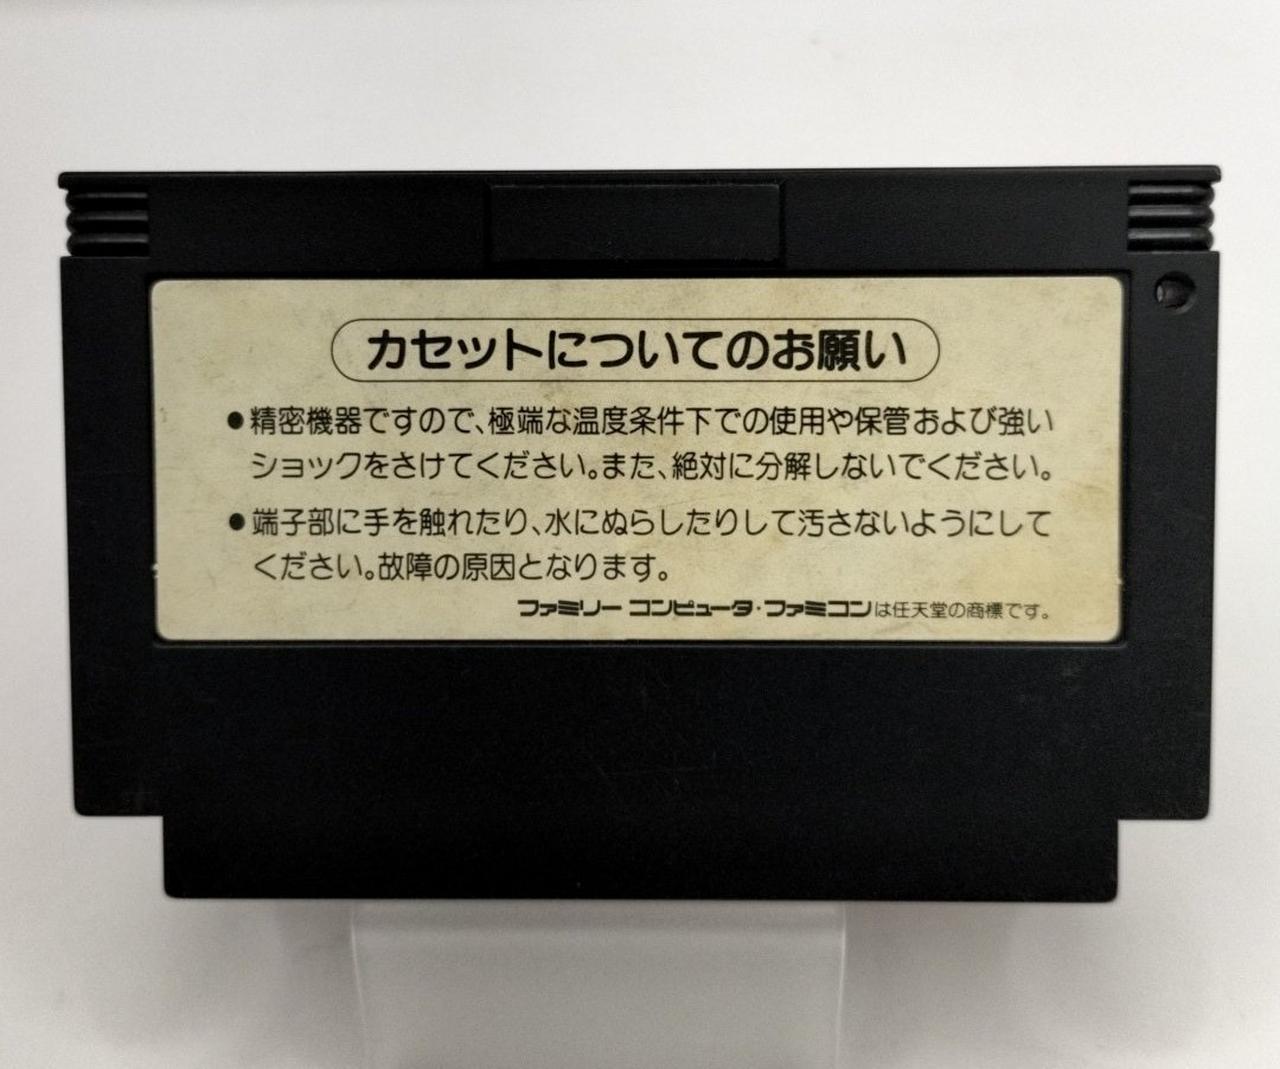 カセットについてのお願い
●精密機器ですので、極端な温度条件下での使用や保管および強い
ショックをさけてください。また、絶対に分解しないでください。
●端子部に手を触れたり、水にぬらしたりして汚さないようにして
ください。故障の原因となります。
ファミリー コンピュータ・ファミコンは任天堂の商標です。